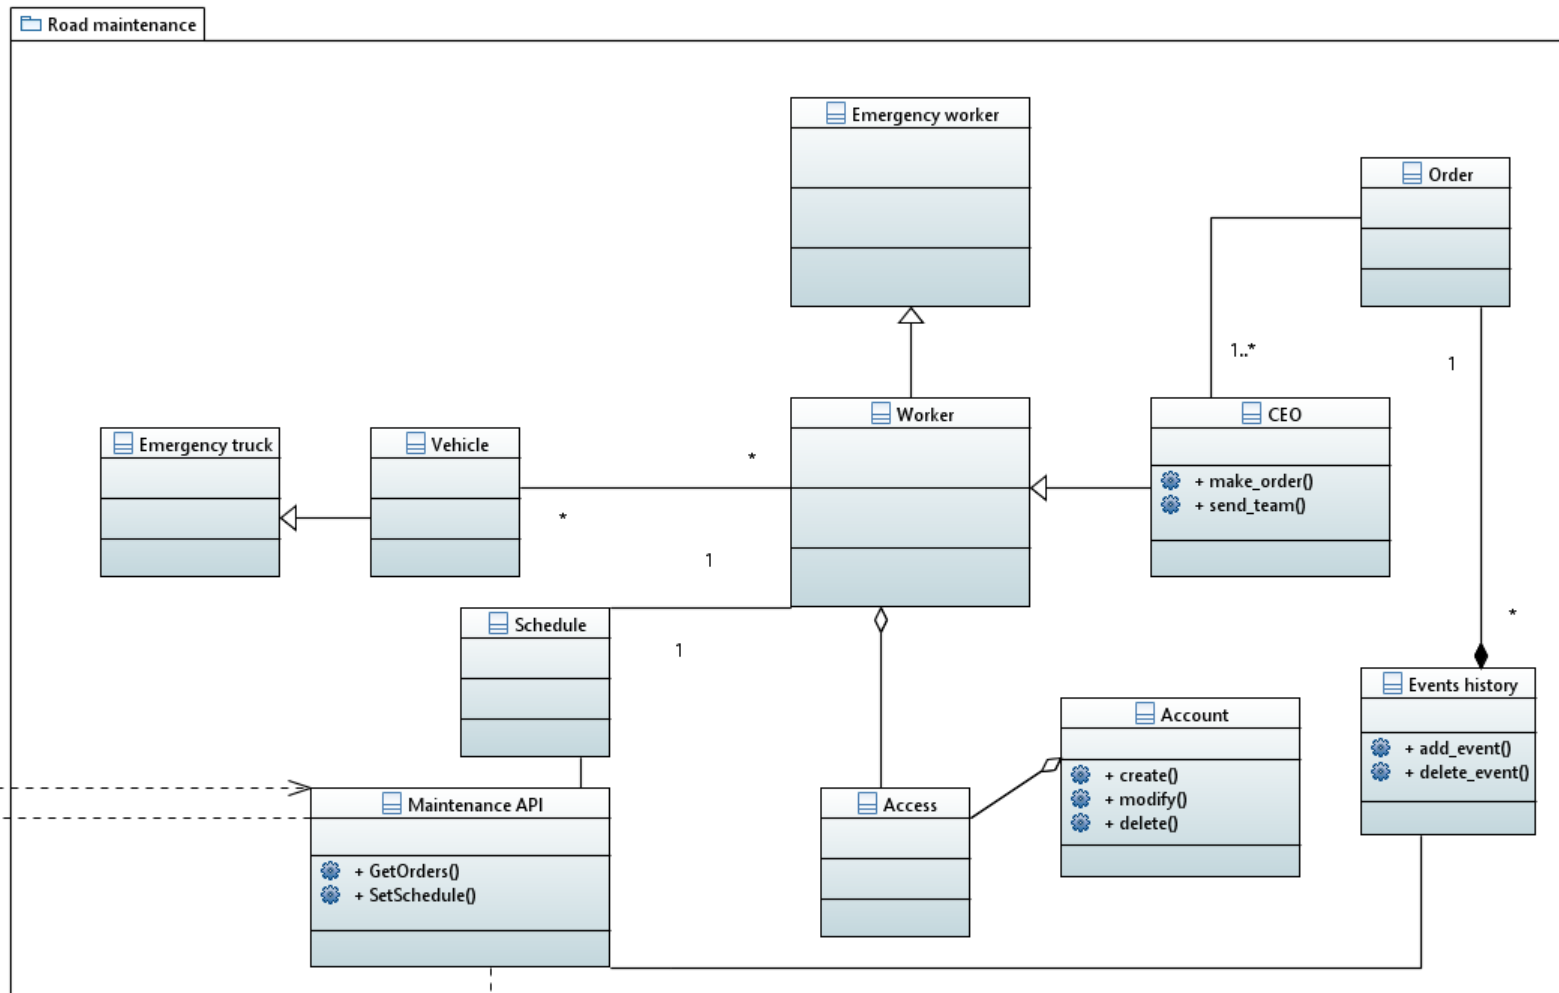 Road maintenance
Emergency worker
Order
1..*
1
Worker
CEO
+ make_order()
+ send_team()
Emergency truck
Vehicle
*
*
1
Schedule
1
*
Events history
+ add_event()
+ delete_event()
Account
+ create()
+ modify()
+ delete()
Maintenance API
+ GetOrders()
+ SetSchedule()
Access